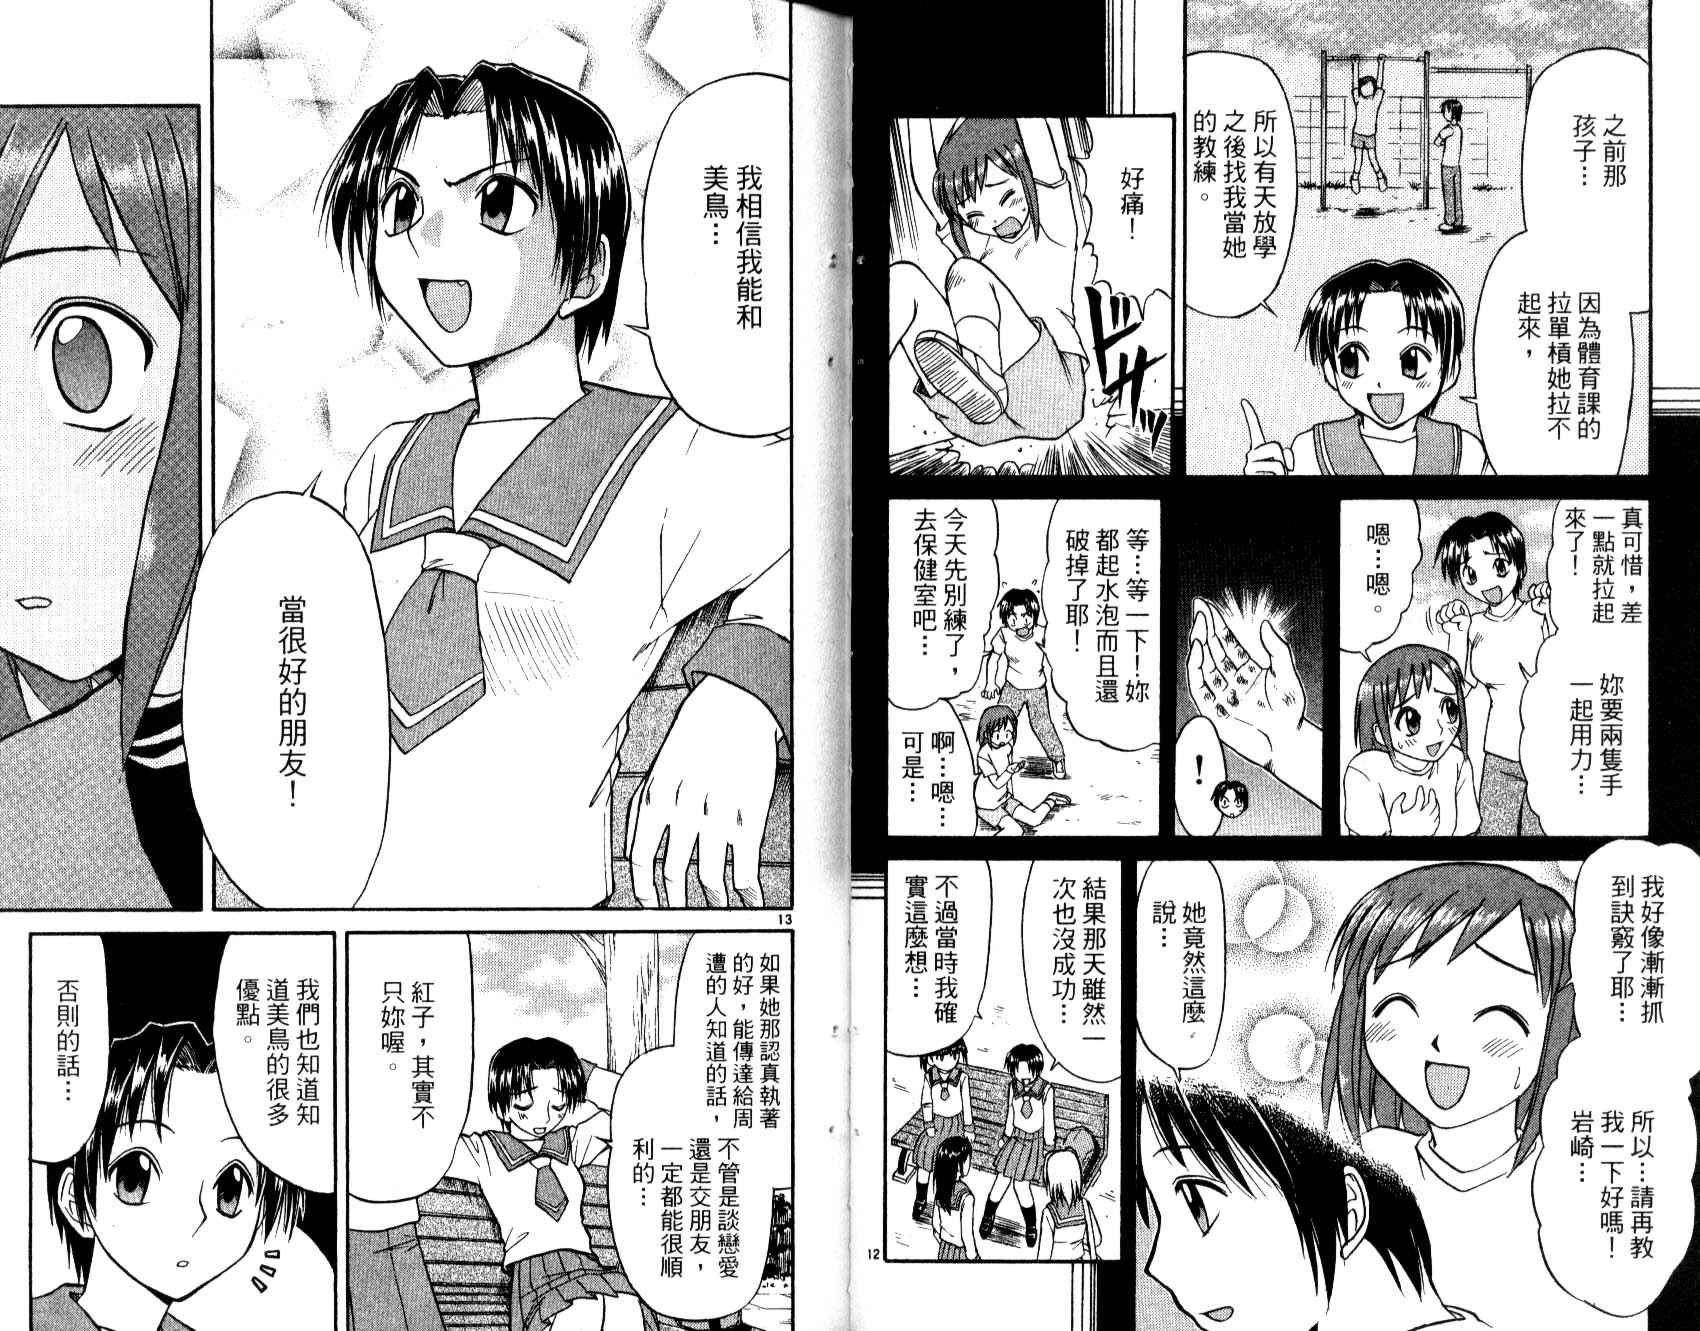 之前那
孩子…
因為體育課的
拉單槓她拉不
起來，
所以有天放學
之後找我當她
的教練。
好痛！
ドサッ
真可惜，差
一點就拉起
來了！
妳要兩隻手
一起用力…
嗯…嗯。
！
等…等一下！妳
都起水泡而且還
破掉了耶！
今天先別練了，
去保健室吧…
啊…嗯…
可是…
我好像漸漸抓
到訣竅了耶…
所以…請再教
我一下好嗎！
岩崎…
她竟然這麼
說…
結果那天雖然一
次也沒成功…
不過當時我確
實這麼想…
12
我相信我能和
美鳥…
當很好的朋友！
13
如果她那認真執著
的好，能傳達給周
遭的人知道的話，
不管是談戀愛
還是交朋友，
一定都能很順
利的…
紅子，其實不
只妳喔。
我們也知道知
道美鳥的很多
優點。
否則的話…